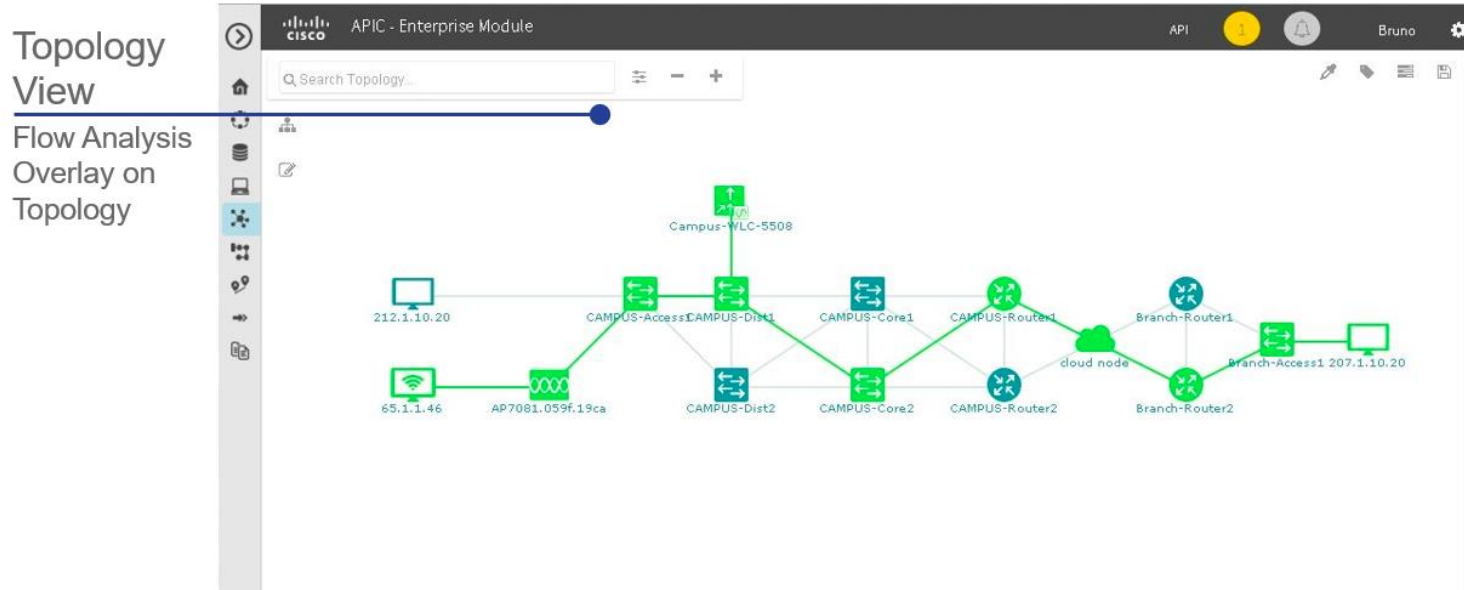 Topology
View
Flow Analysis
Overlay on
Topology
CISCO APIC - Enterprise Module API 1 Bruno
Search Topology...
Campus-WLC-5508
212.1.10.20 CAMPUS-Access1 CAMPUS-Dist1 CAMPUS-Core1 CAMPUS-Router1 Branch-Router1
cloud node Branch-Access1 207.1.10.20
65.1.1.46 AP7081.059f.19ca CAMPUS-Dist2 CAMPUS-Core2 CAMPUS-Router2 Branch-Router2